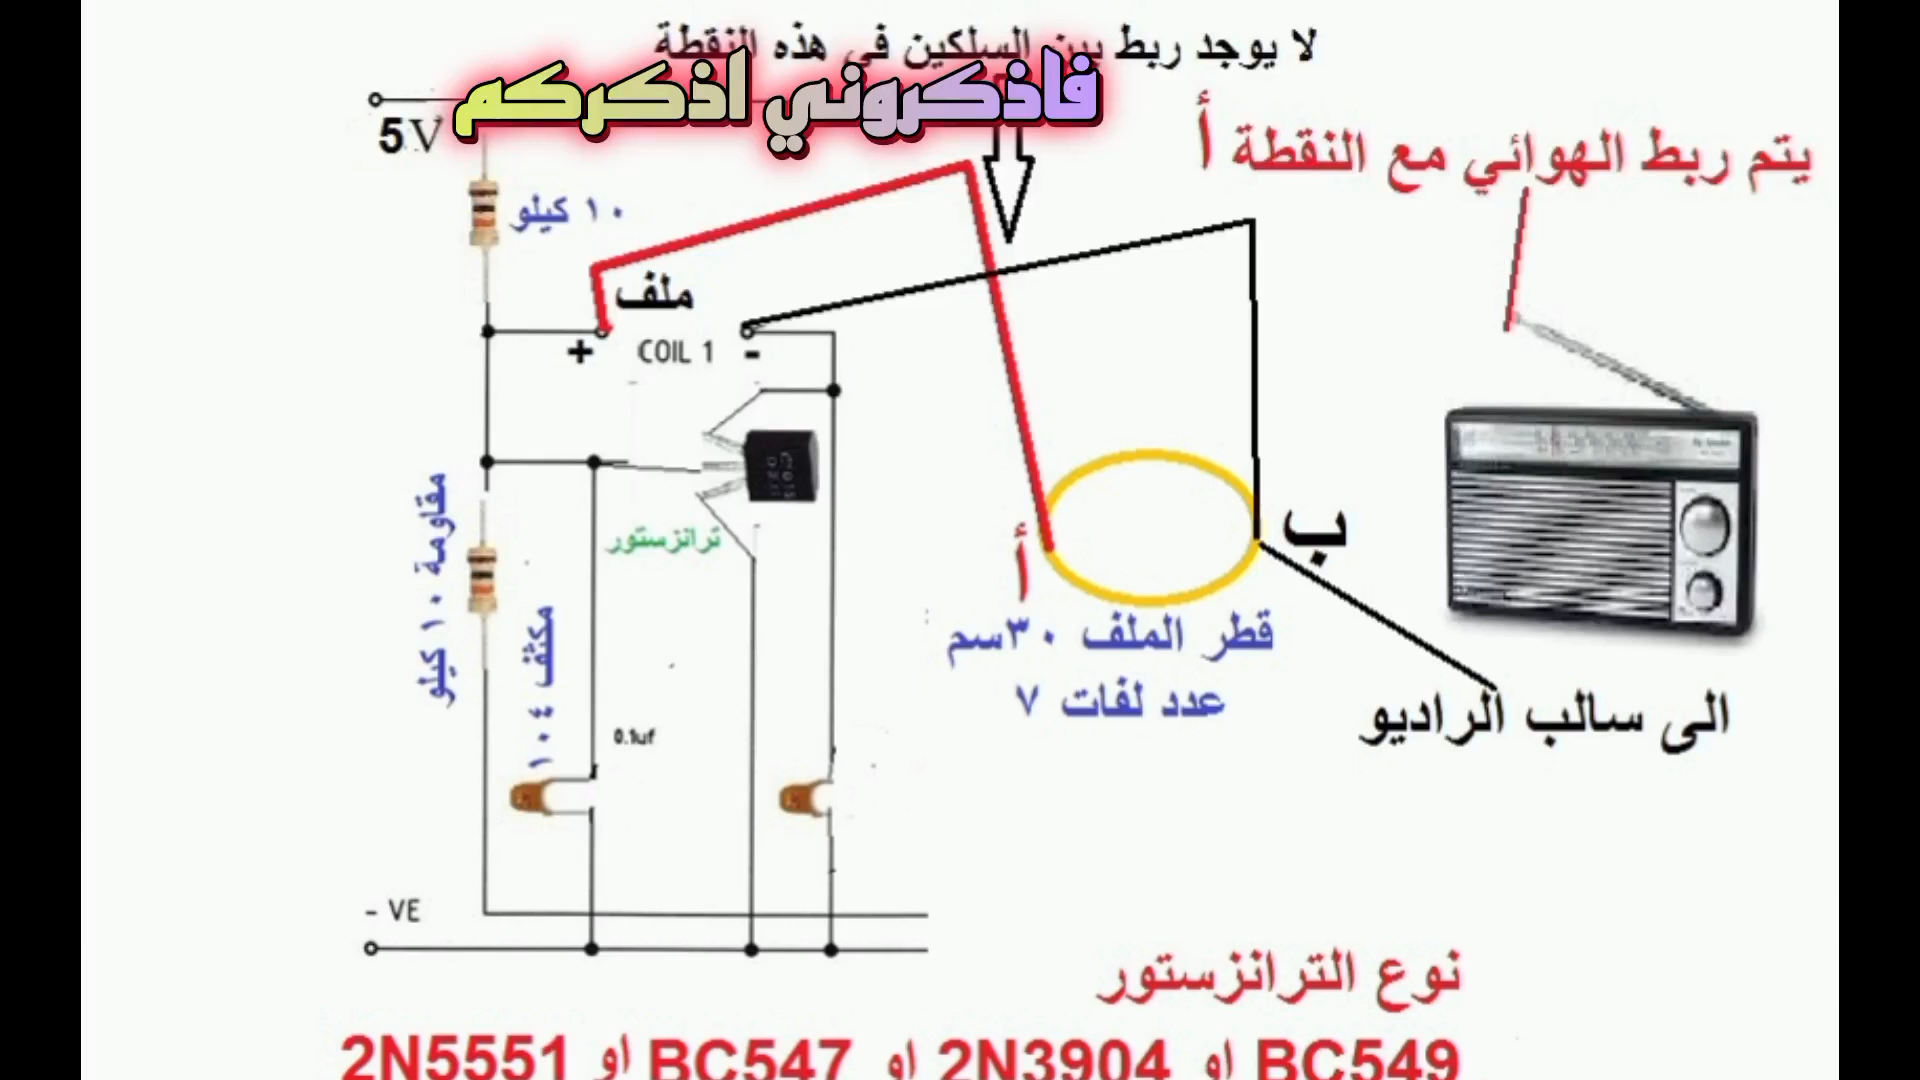 لا يوجد ربط بين السلكين في هذه النقطة
فاذكروني اذكركم
5V
يتم ربط الهوائي مع النقطة أ
١٠ كيلو
ملف
+ COIL 1 -
ترانزستور
مقاومة ١٠ كيلو
مكثف ١٠٤
0.1uf
أ
ب
قطر الملف ٣٠سم
عدد لفات ٧
الى سالب الراديو
- VE
نوع الترانزستور
BC549 او 2N3904 او BC547 او 2N5551